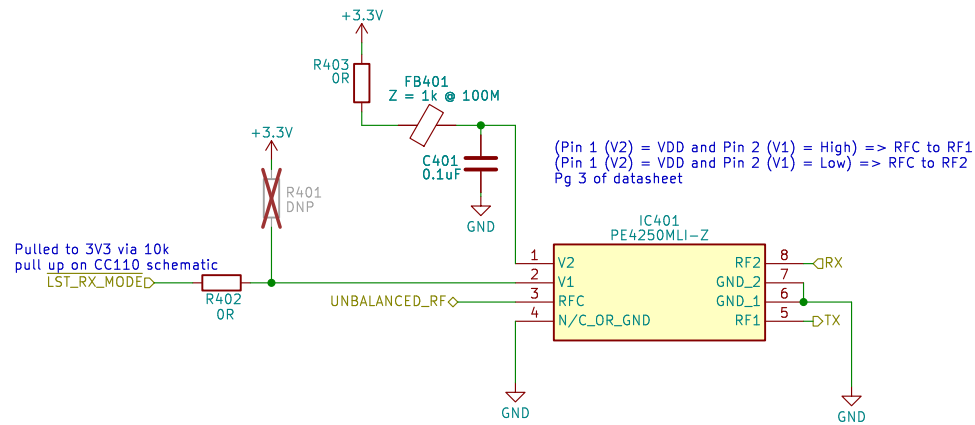 +3.3V
R403
0R
FB401
Z = 1k @ 100M
+3.3V
C401
0.1uF
R401
DNP
GND
(Pin 1 (V2) = VDD and Pin 2 (V1) = High) => RFC to RF1
(Pin 1 (V2) = VDD and Pin 2 (V1) = Low) => RFC to RF2
Pg 3 of datasheet
Pulled to 3V3 via 10k
pull up on CC110 schematic
LST_RX_MODE
R402
0R
UNBALANCED_RF
IC401
PE4250MLI-Z
1 V2 RF2 8 RX
2 V1 GND_2 7
3 RFC GND_1 6
4 N/C_OR_GND RF1 5 TX
GND
GND